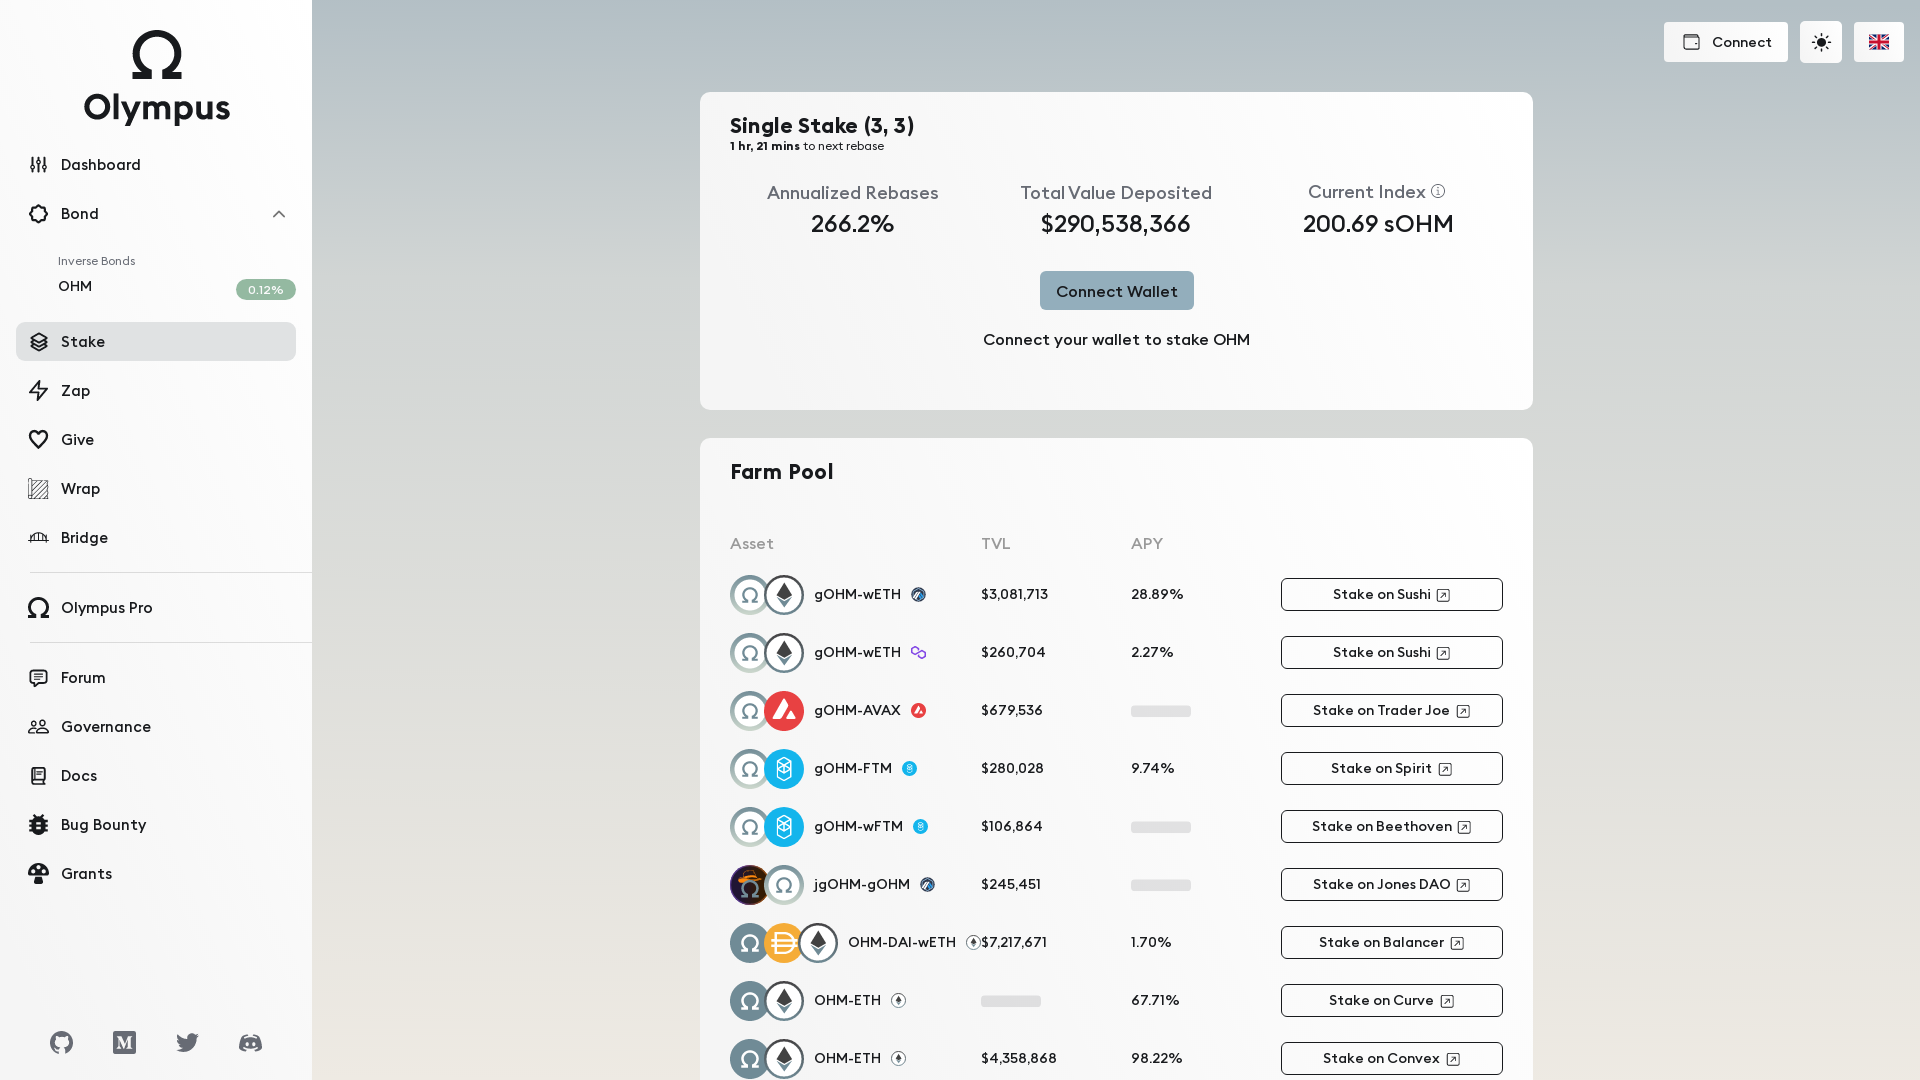 Olympus
Dashboard
Bond
Inverse Bonds
OHM
0.12%
Stake
Zap
Give
Wrap
Bridge
Olympus Pro
Forum
Governance
Docs
Bug Bounty
Grants
Connect
Single Stake (3, 3)
1 hr, 21 mins to next rebase
Annualized Rebases
266.2%
Total Value Deposited
$290,538,366
Current Index
200.69 sOHM
Connect Wallet
Connect your wallet to stake OHM
Farm Pool
Asset TVL APY
gOHM-wETH $3,081,713 28.89% Stake on Sushi
gOHM-wETH $260,704 2.27% Stake on Sushi
gOHM-AVAX $679,536 Stake on Trader Joe
gOHM-FTM $280,028 9.74% Stake on Spirit
gOHM-wFTM $106,864 Stake on Beethoven
jgOHM-gOHM $245,451 Stake on Jones DAO
OHM-DAI-wETH $7,217,671 1.70% Stake on Balancer
OHM-ETH 67.71% Stake on Curve
OHM-ETH $4,358,868 98.22% Stake on Convex